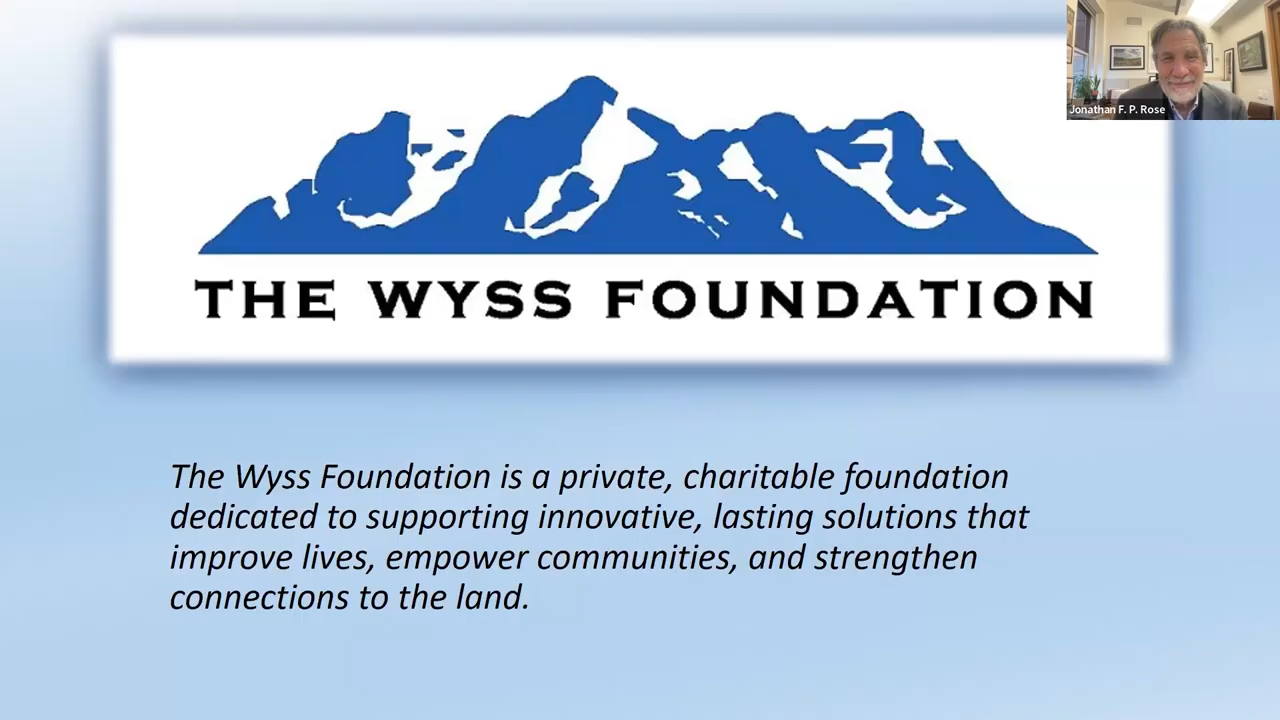 Jonathan F. P. Rose
THE WYSS FOUNDATION
The Wyss Foundation is a private, charitable foundation
dedicated to supporting innovative, lasting solutions that
improve lives, empower communities, and strengthen
connections to the land.